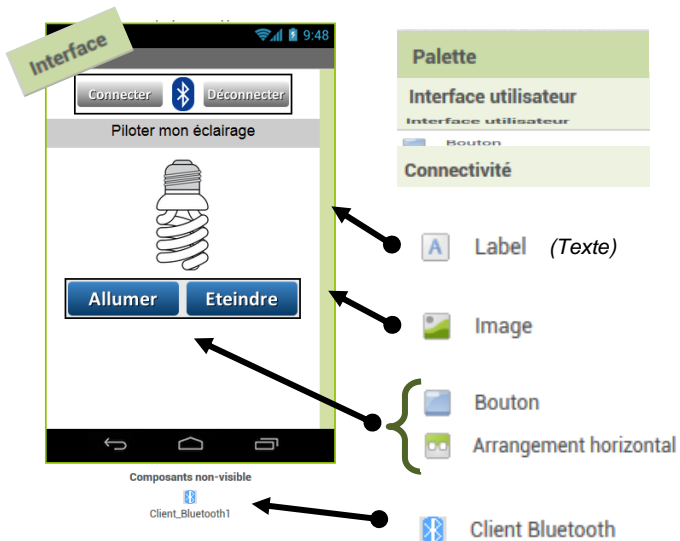 Interface
9:48
Connecter
Déconnecter
Piloter mon éclairage
Allumer
Eteindre
Composants non-visible
Client_Bluetooth1
Palette
Interface utilisateur
Interface utilisateur
Bouton
Connectivité
A
Label (Texte)
Image
Bouton
Arrangement horizontal
Client Bluetooth